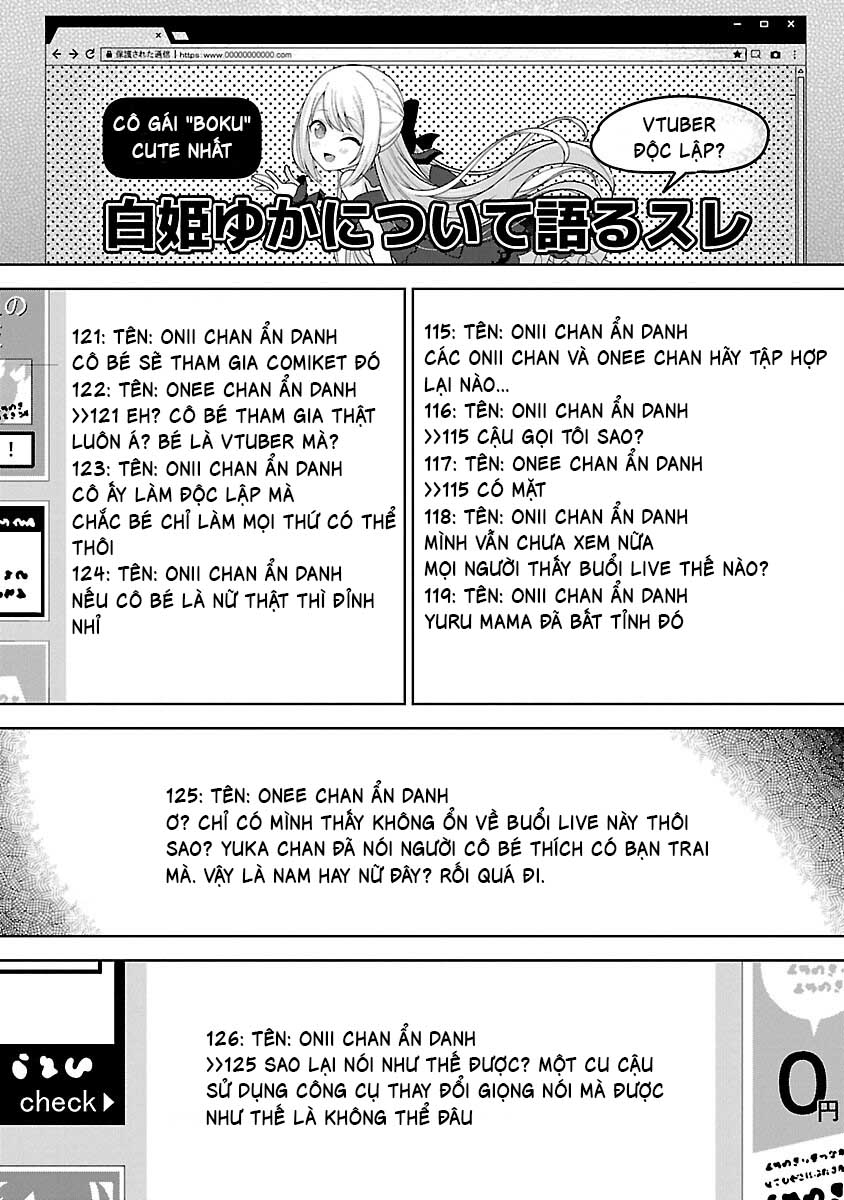 保護された通信 | https:www.00000000000.com
CÔ GÁI "BOKU"
CUTE NHẤT
VTUBER
ĐỘC LẬP?
白姫ゆかについて語るスレ
115: TÊN: ONII CHAN ẨN DANH
CÁC ONII CHAN VÀ ONEE CHAN HÃY TẬP HỢP
LẠI NÀO...
116: TÊN: ONII CHAN ẨN DANH
>>115 CẬU GỌI TÔI SAO?
117: TÊN: ONEE CHAN ẨN DANH
>>115 CÓ MẶT
118: TÊN: ONII CHAN ẨN DANH
MÌNH VẪN CHƯA XEM NỮA
MỌI NGƯỜI THẤY BUỔI LIVE THẾ NÀO?
119: TÊN: ONII CHAN ẨN DANH
YURU MAMA ĐÃ BẤT TỈNH ĐÓ
の
!
121: TÊN: ONII CHAN ẨN DANH
CÔ BÉ SẼ THAM GIA COMIKET ĐÓ
122: TÊN: ONEE CHAN ẨN DANH
>>121 EH? CÔ BÉ THAM GIA THẬT
LUÔN Á? BÉ LÀ VTUBER MÀ?
123: TÊN: ONII CHAN ẨN DANH
CÔ ẤY LÀM ĐỘC LẬP MÀ
CHẮC BÉ CHỈ LÀM MỌI THỨ CÓ THỂ
THÔI
124: TÊN: ONII CHAN ẨN DANH
NẾU CÔ BÉ LÀ NỮ THẬT THÌ ĐỈNH
NHỈ
125: TÊN: ONEE CHAN ẨN DANH
Ơ? CHỈ CÓ MÌNH THẤY KHÔNG ỔN VỀ BUỔI LIVE NÀY THÔI
SAO? YUKA CHAN ĐÃ NÓI NGƯỜI CÔ BÉ THÍCH CÓ BẠN TRAI
MÀ. VẬY LÀ NAM HAY NỮ ĐÂY? RỐI QUÁ ĐI.
126: TÊN: ONII CHAN ẨN DANH
>>125 SAO LẠI NÓI NHƯ THẾ ĐƯỢC? MỘT CU CẬU
SỬ DỤNG CÔNG CỤ THAY ĐỔI GIỌNG NÓI MÀ ĐƯỢC
NHƯ THẾ LÀ KHÔNG THỂ ĐÂU
check
0円